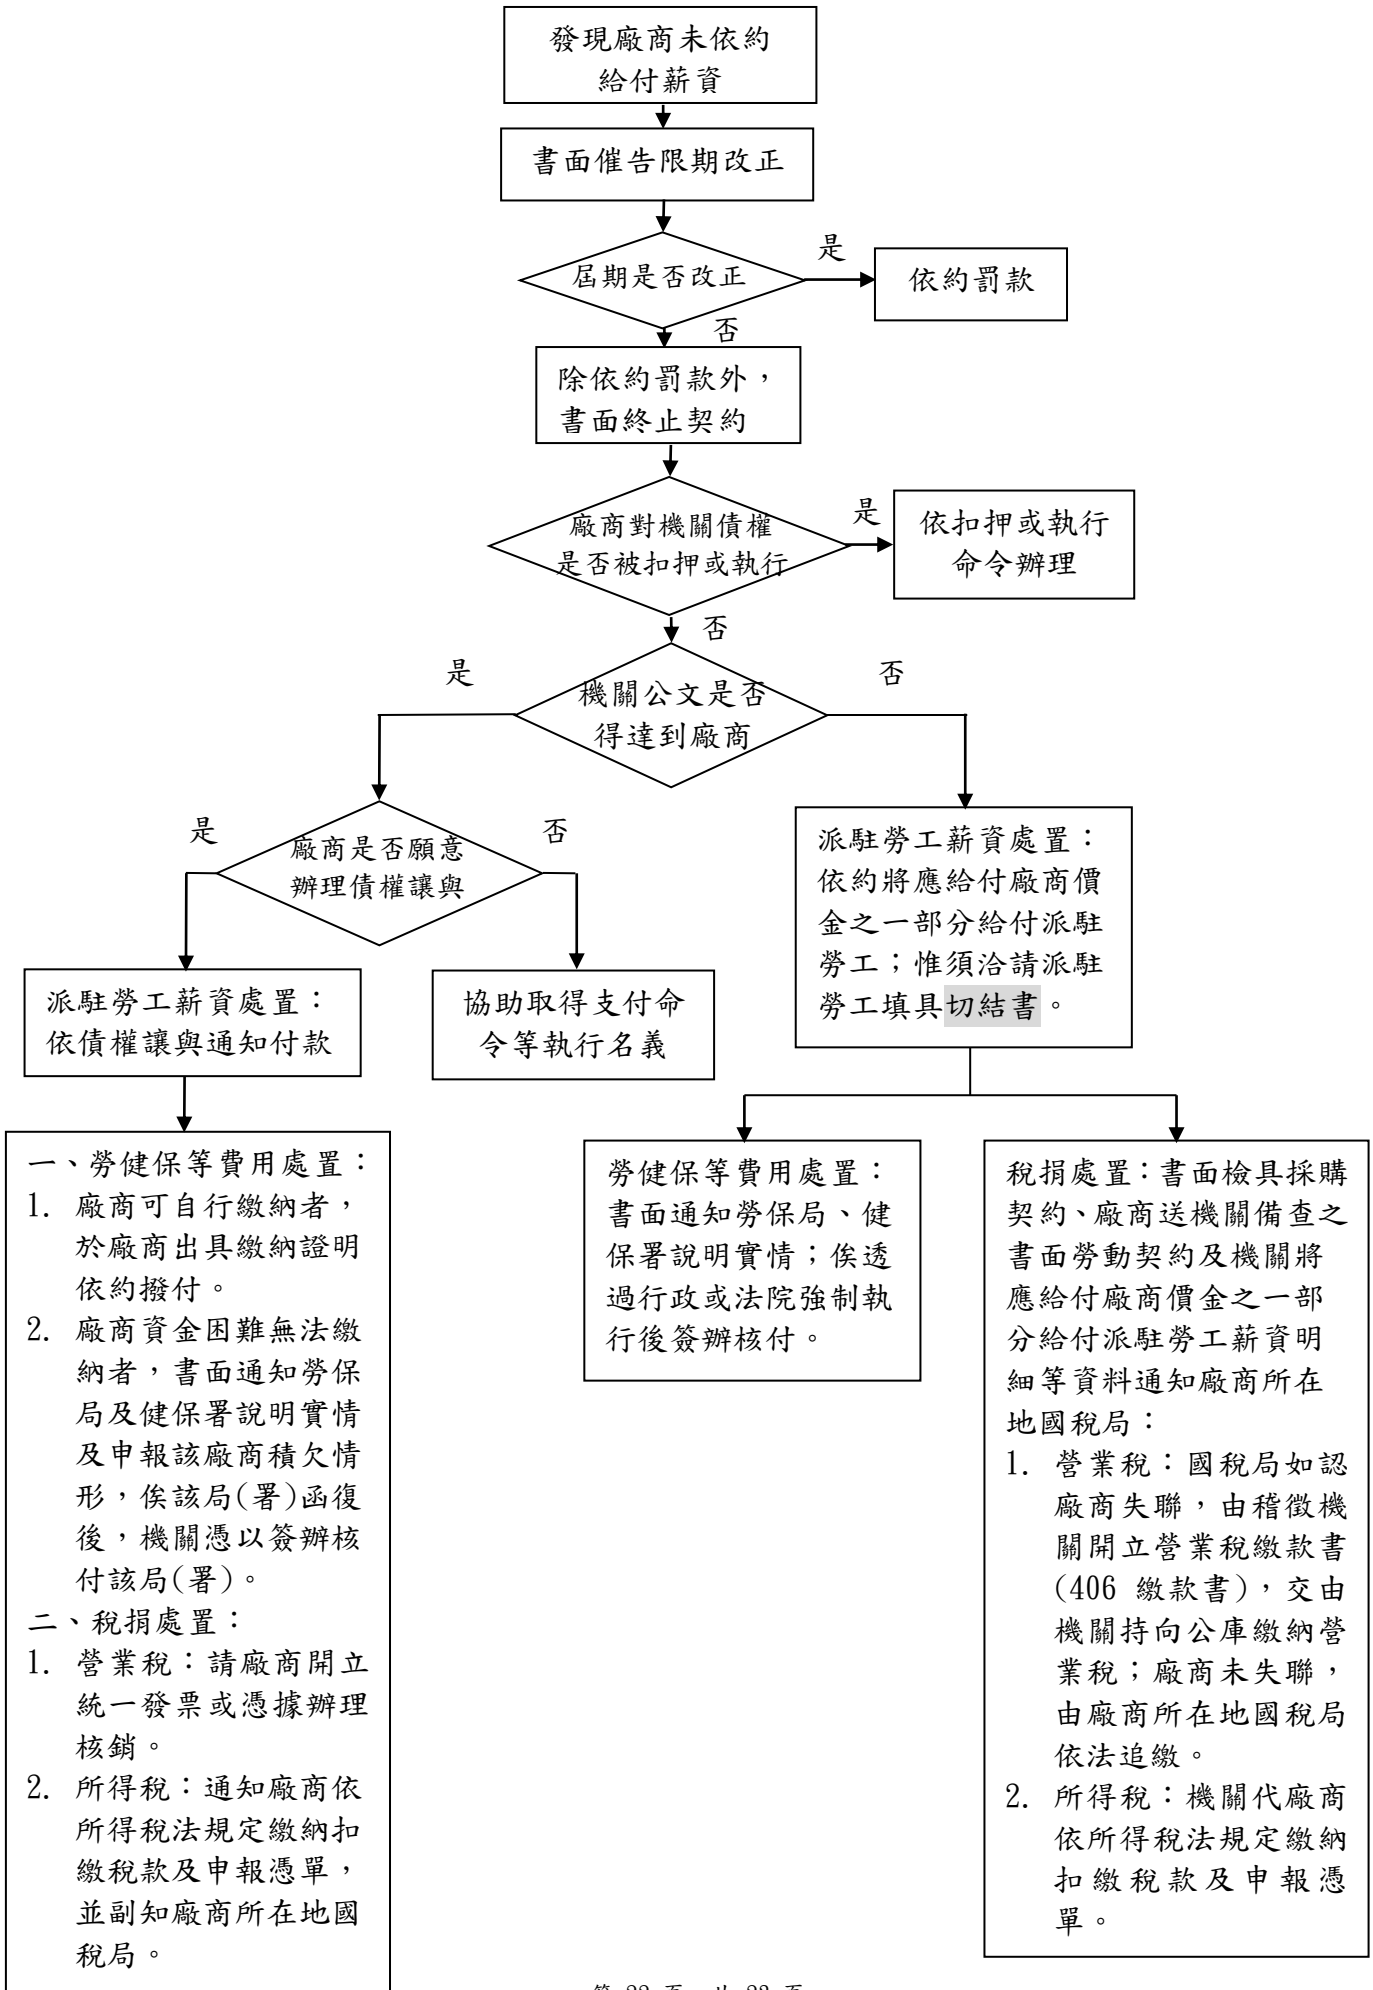 發現廠商未依約
給付薪資
書面催告限期改正
屆期是否改正
是
依約罰款
否
除依約罰款外，
書面終止契約
廠商對機關債權
是否被扣押或執行
是
依扣押或執行
命令辦理
否
機關公文是否
得達到廠商
是
否
廠商是否願意
辦理債權讓與
是
否
派駐勞工薪資處置：
依債權讓與通知付款
協助取得支付命
令等執行名義
派駐勞工薪資處置：
依約將應給付廠商價
金之一部分給付派駐
勞工；惟須洽請派駐
勞工填具切結書。
一、勞健保等費用處置：
1. 廠商可自行繳納者，
於廠商出具繳納證明
依約撥付。
2. 廠商資金困難無法繳
納者，書面通知勞保
局及健保署說明實情
及申報該廠商積欠情
形，俟該局(署)函復
後，機關憑以簽辦核
付該局(署)。
二、稅捐處置：
1. 營業稅：請廠商開立
統一發票或憑據辦理
核銷。
2. 所得稅：通知廠商依
所得稅法規定繳納扣
繳稅款及申報憑單，
並副知廠商所在地國
稅局。
勞健保等費用處置：
書面通知勞保局、健
保署說明實情；俟透
過行政或法院強制執
行後簽辦核付。
稅捐處置：書面檢具採購
契約、廠商送機關備查之
書面勞動契約及機關將
應給付廠商價金之一部
分給付派駐勞工薪資明
細等資料通知廠商所在
地國稅局：
1. 營業稅：國稅局如認
廠商失聯，由稽徵機
關開立營業稅繳款書
(406 繳款書)，交由
機關持向公庫繳納營
業稅；廠商未失聯，
由廠商所在地國稅局
依法追繳。
2. 所得稅：機關代廠商
依所得稅法規定繳納
扣繳稅款及申報憑
單。